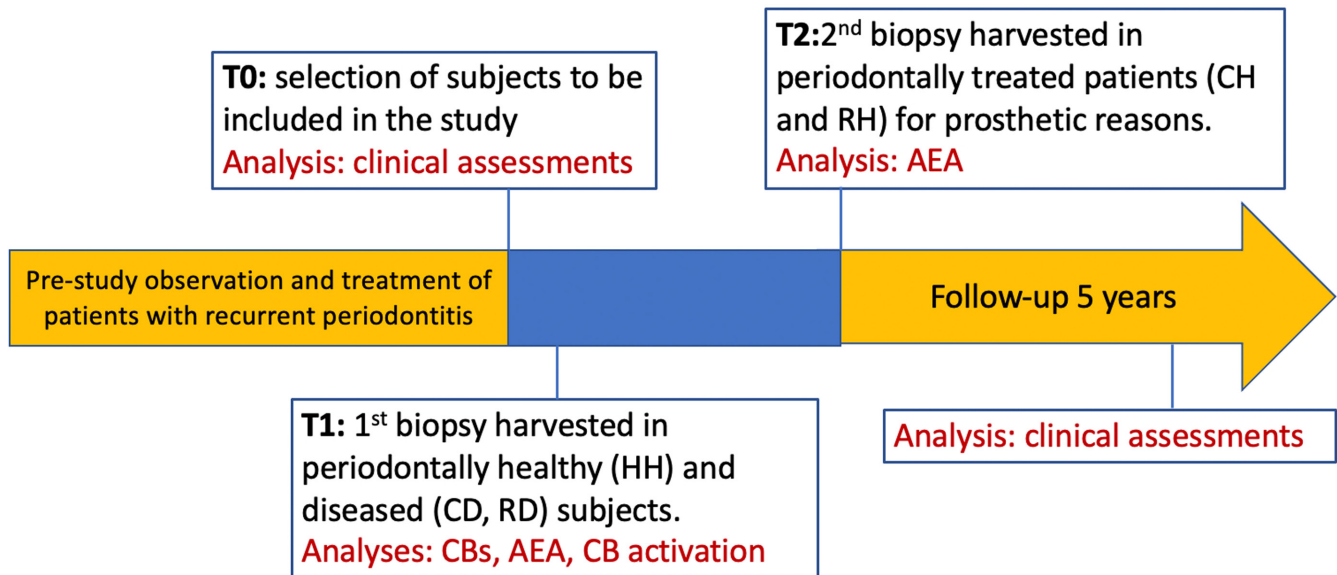 T0: selection of subjects to be
included in the study
Analysis: clinical assessments
T2:2nd biopsy harvested in
periodontally treated patients (CH
and RH) for prosthetic reasons.
Analysis: AEA
Pre-study observation and treatment of
patients with recurrent periodontitis
Follow-up 5 years
T1: 1st biopsy harvested in
periodontally healthy (HH) and
diseased (CD, RD) subjects.
Analyses: CBs, AEA, CB activation
Analysis: clinical assessments